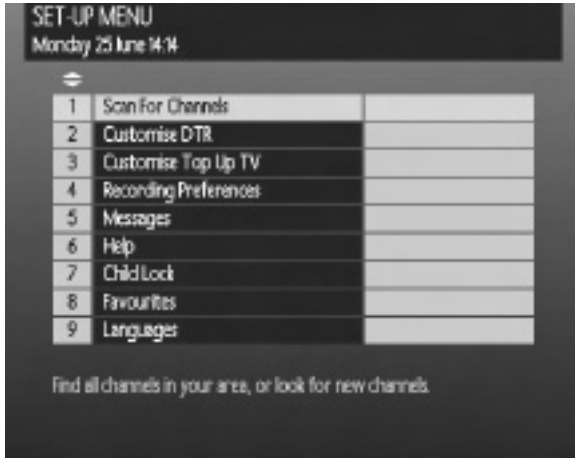 SET-UP MENU
Monday 25 June 14:14
1 Scan For Channels
2 Customise DTR
3 Customise Top Up TV
4 Recording Preferences
5 Messages
6 Help
7 Child Lock
8 Favourites
9 Languages
Find all channels in your area, or look for new channels.